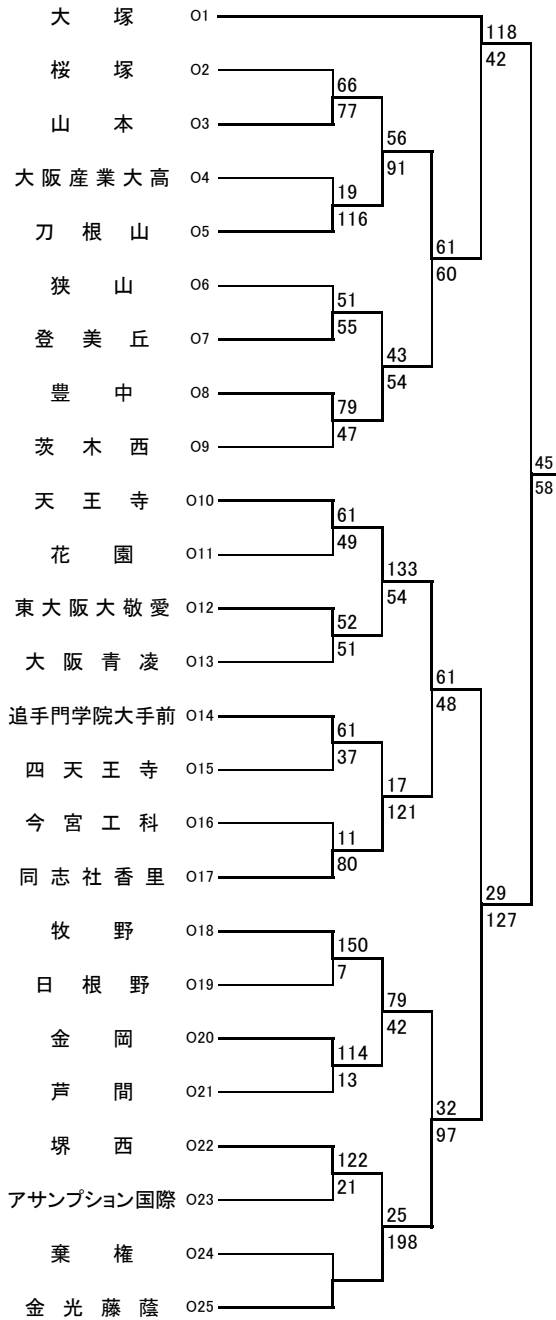 大塚 O1
118
42
桜塚 O2
66
77
山本 O3
56
91
大阪産業大高 O4
19
116
刀根山 O5
61
60
狭山 O6
51
55
登美丘 O7
43
54
豊中 O8
79
47
茨木西 O9
45
58
天王寺 O10
61
49
花園 O11
133
54
東大阪大敬愛 O12
52
51
大阪青凌 O13
61
48
追手門学院大手前 O14
61
37
四天王寺 O15
17
121
今宮工科 O16
11
80
同志社香里 O17
29
127
牧野 O18
150
7
日根野 O19
79
42
金岡 O20
114
13
芦間 O21
32
97
堺西 O22
122
21
アサンプション国際 O23
25
198
棄権 O24
金光藤蔭 O25